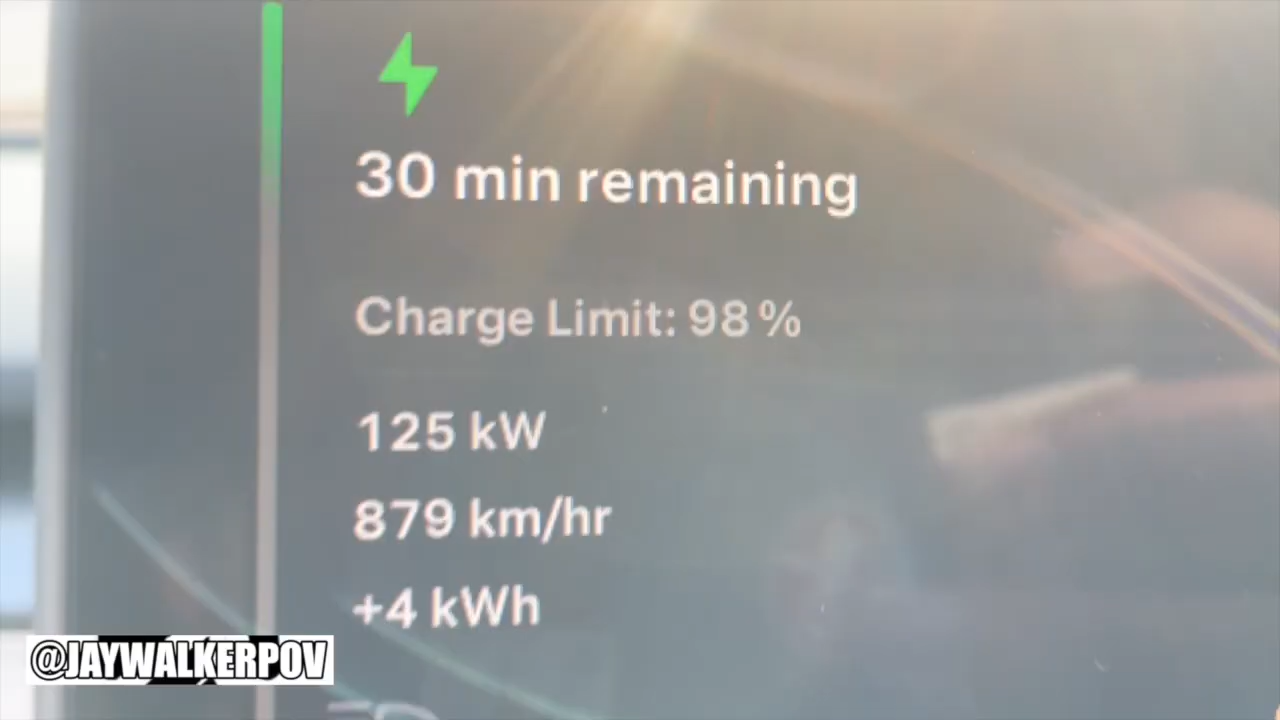 30 min remaining
Charge Limit: 98%
125 kW
879 km/hr
+4 kWh
@JAYWALKERPOV